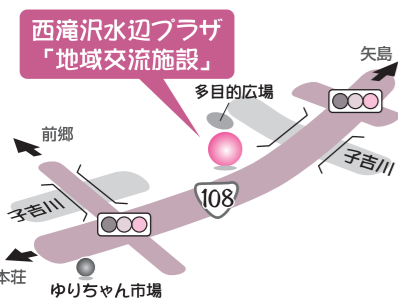 西滝沢水辺プラザ
「地域交流施設」
矢島
多目的広場
前郷
子吉川
子吉川
108
本荘
ゆりちゃん市場